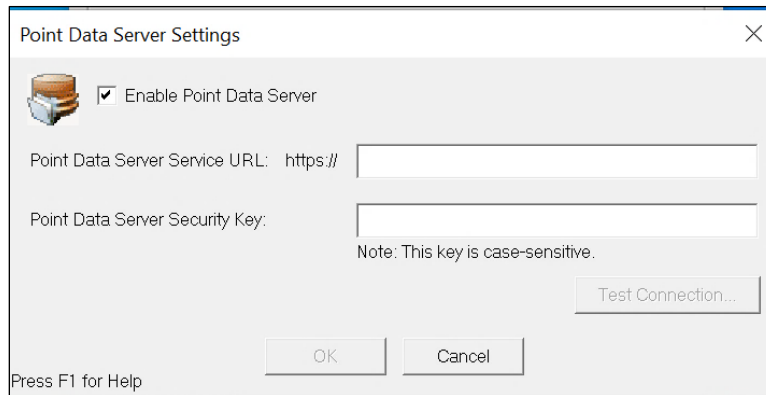 Point Data Server Settings
Enable Point Data Server
Point Data Server Service URL: https://
Point Data Server Security Key:
Note: This key is case-sensitive.
Test Connection...
OK Cancel
Press F1 for Help